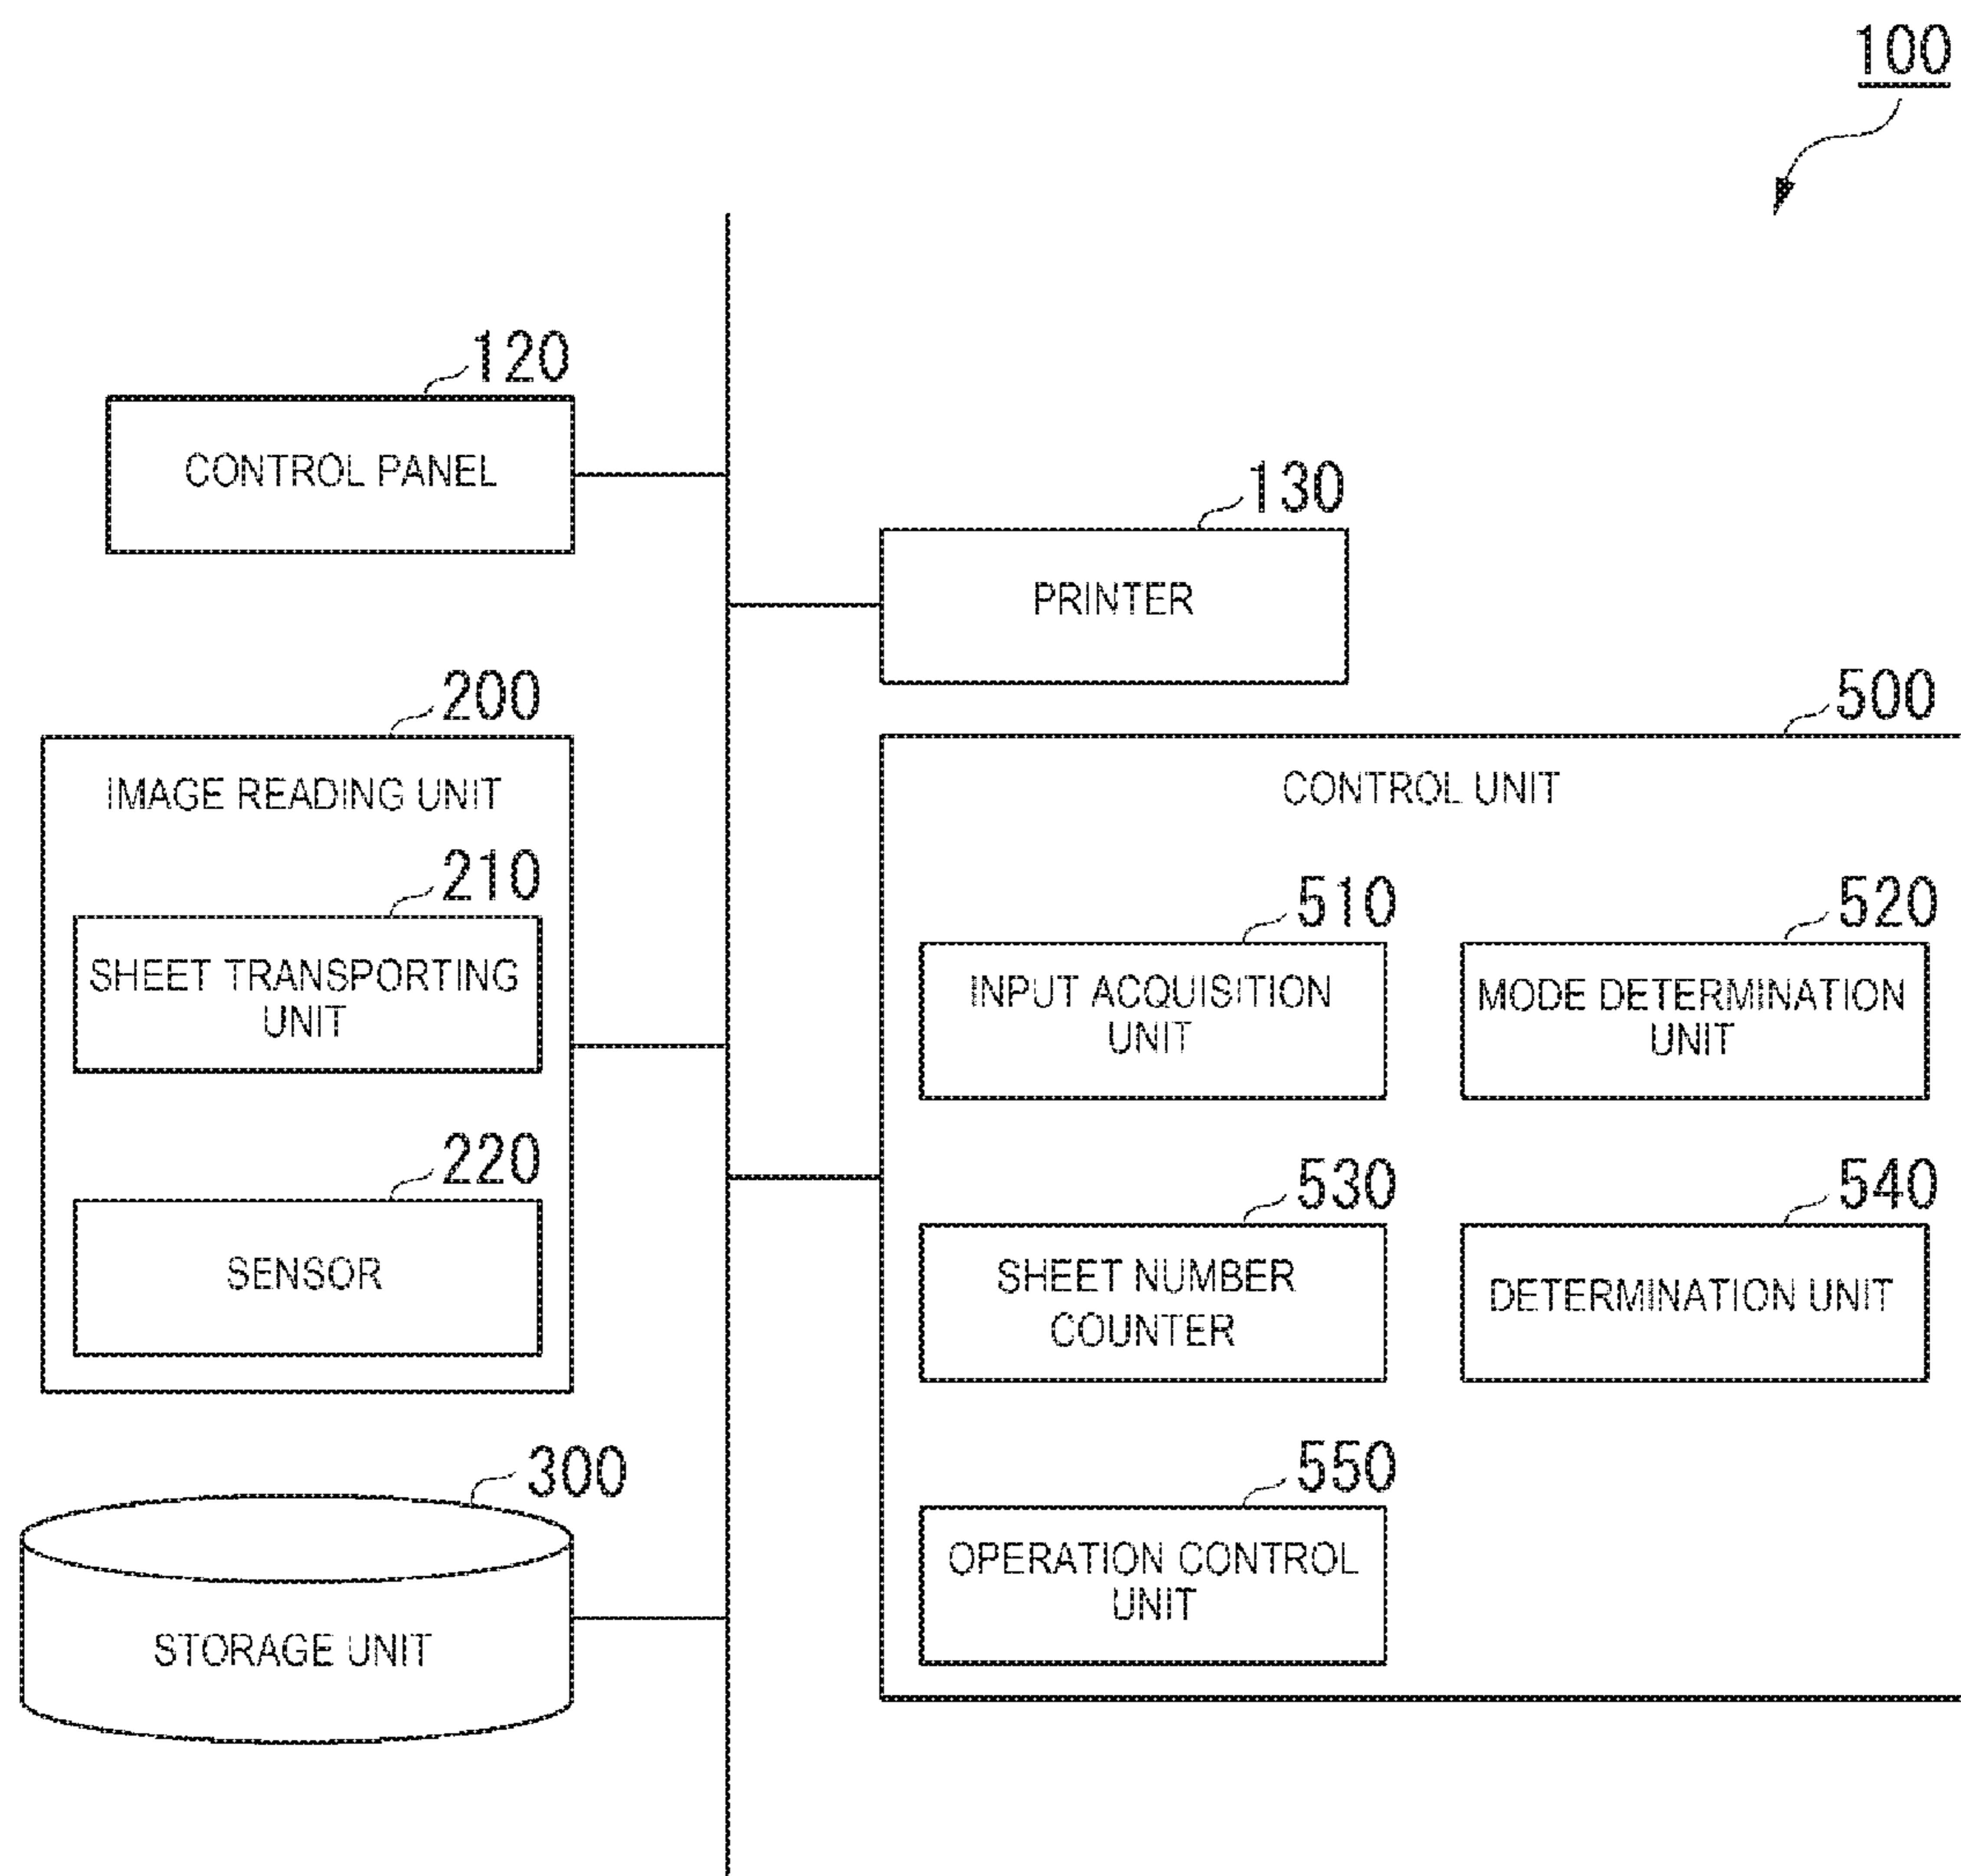 100
120
CONTROL PANEL
130
PRINTER
200
IMAGE READING UNIT
210
SHEET TRANSPORTING
UNIT
220
SENSOR
300
STORAGE UNIT
500
CONTROL UNIT
510
INPUT ACQUISITION
UNIT
520
MODE DETERMINATION
UNIT
530
SHEET NUMBER
COUNTER
540
DETERMINATION UNIT
550
OPERATION CONTROL
UNIT